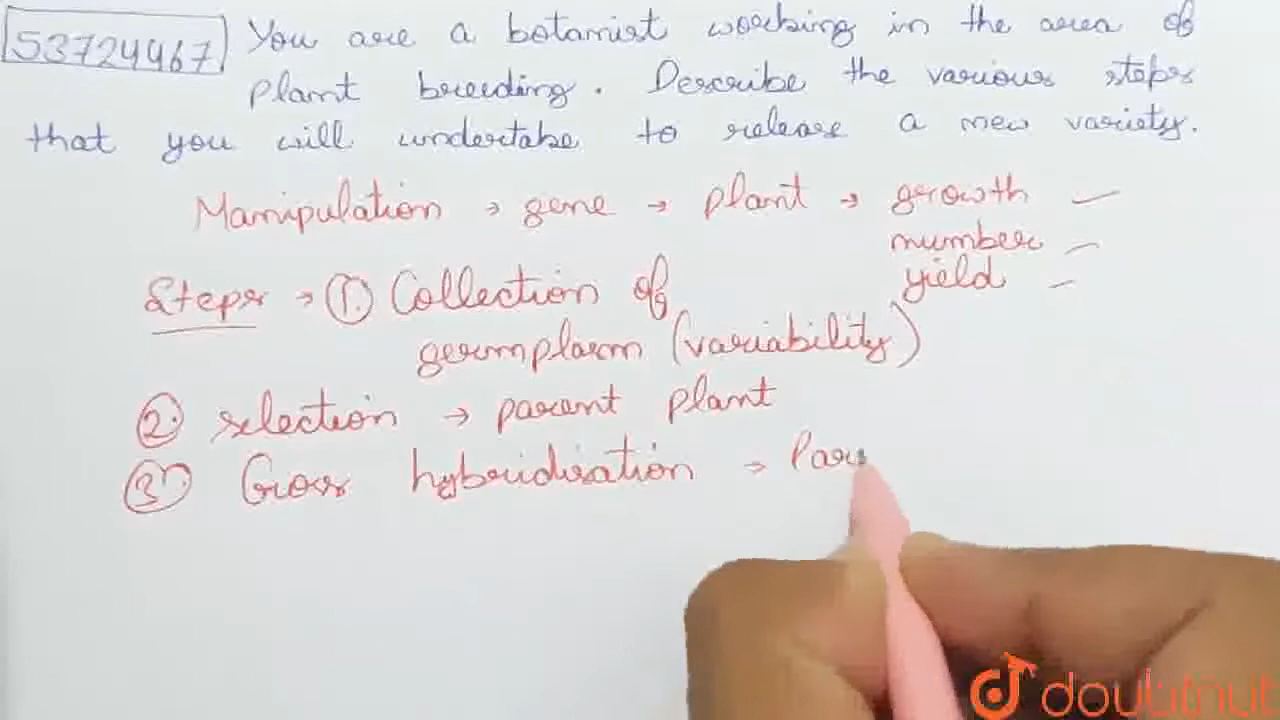 53724467 You are a botanist working in the area of
plant breeding. Describe the various steps
that you will undertake to release a new variety.
Manipulation → gene → plant → growth
number
yield
Steps → 1. Collection of
germplasm (variability)
2. selection → parent plant
3. Cross hybridisation → Par
doubtnut